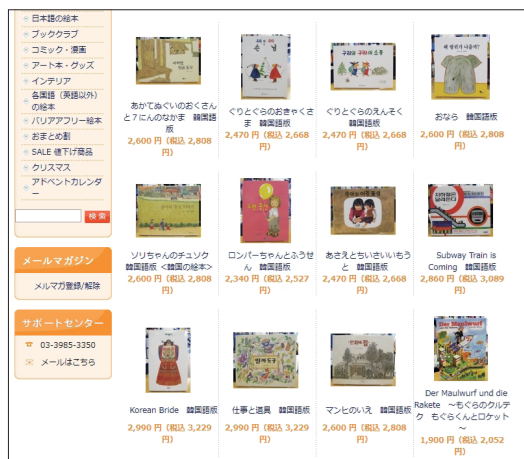 日本語の絵本
ブッククラブ
コミック・漫画
アート本・グッズ
インテリア
各国語（英語以外）
の絵本
バリアアフリー絵本
おまとめ割
SALE 値下げ商品
クリスマス
アドベントカレンダ
ー
検 索
メールマガジン
メルマガ登録/解除
サポートセンター
03-3985-3350
メールはこちら
あかてぬぐいのおくさん
と７にんのなかま　韓国語
版
2,600 円（税込 2,808
円）
ぐりとぐらのおきゃくさ
ま　韓国語版
2,470 円（税込 2,668
円）
ぐりとぐらのえんそく
韓国語版
2,470 円（税込 2,668
円）
おなら　韓国語版
2,600 円（税込 2,808
円）
ソリちゃんのチュソク
韓国語版 ＜韓国の絵本＞
2,600 円（税込 2,808
円）
ロンパーちゃんとふうせ
ん　韓国語版
2,340 円（税込 2,527
円）
あさえとちいさいいもう
と　韓国語版
2,470 円（税込 2,668
円）
Subway Train is
Coming　韓国語版
2,860 円（税込 3,089
円）
Korean Bride　韓国語版
2,990 円（税込 3,229
円）
仕事と道具　韓国語版
2,990 円（税込 3,229
円）
マンヒのいえ　韓国語版
2,600 円（税込 2,808
円）
Der Maulwurf
Der Maulwurf und die
Rakete　～もぐらのクルテ
ク　もぐらくんとロケット
～
1,900 円（税込 2,052
円）